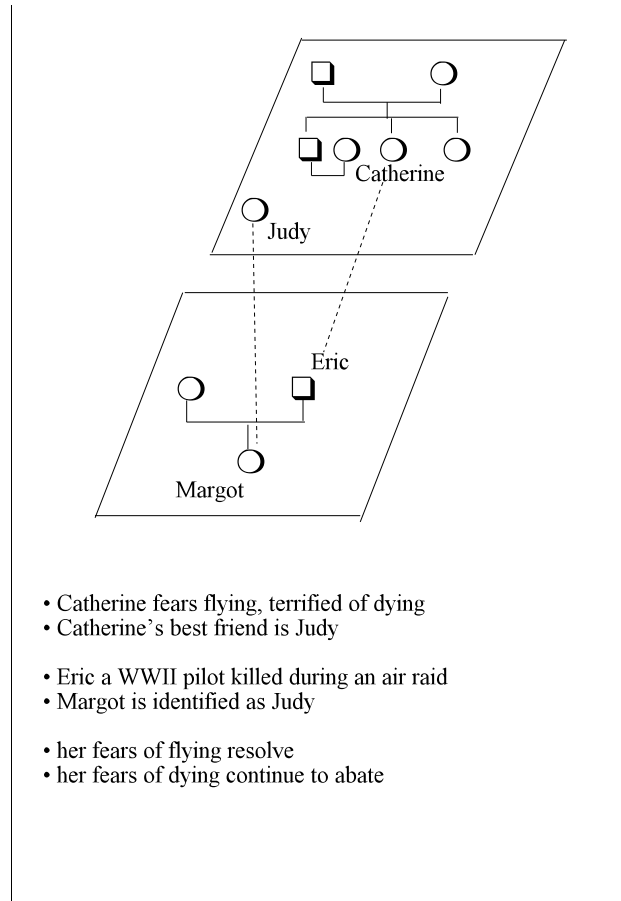 Catherine
Judy
Eric
Margot
• Catherine fears flying, terrified of dying
• Catherine's best friend is Judy
• Eric a WWII pilot killed during an air raid
• Margot is identified as Judy
• her fears of flying resolve
• her fears of dying continue to abate